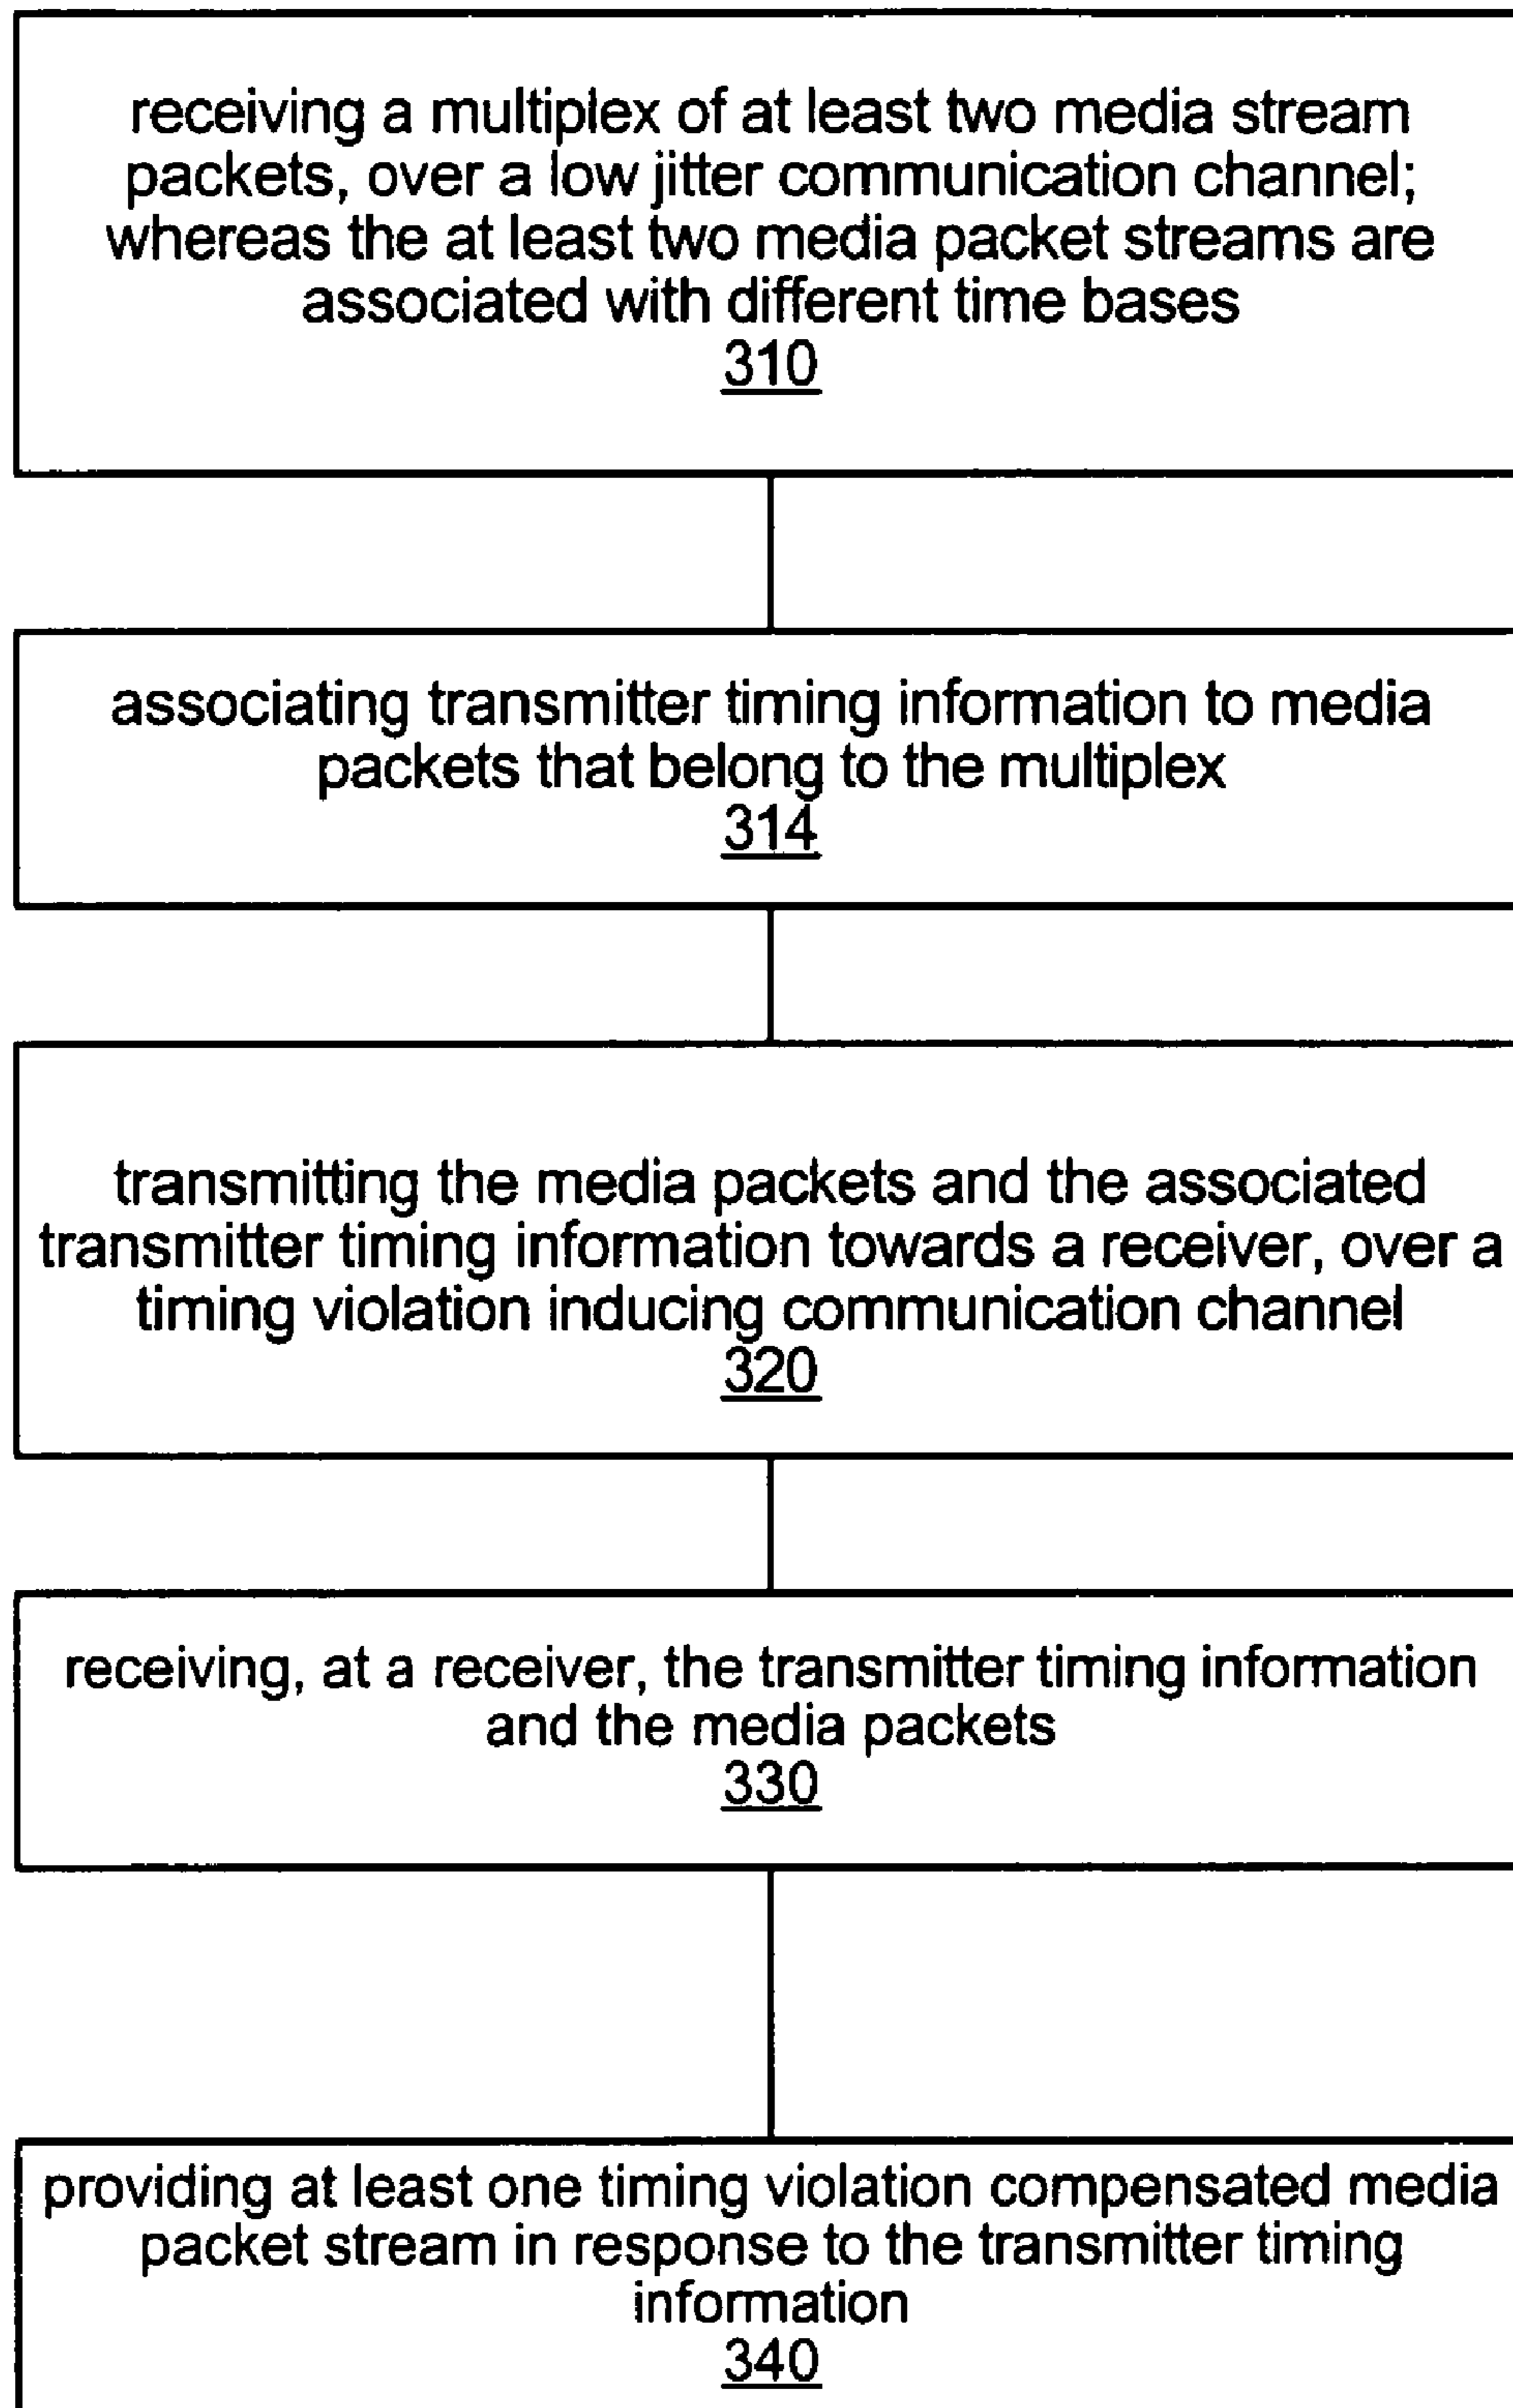 receiving a multiplex of at least two media stream
packets, over a low jitter communication channel;
whereas the at least two media packet streams are
associated with different time bases
310
associating transmitter timing information to media
packets that belong to the multiplex
314
transmitting the media packets and the associated
transmitter timing information towards a receiver, over a
timing violation inducing communication channel
320
receiving, at a receiver, the transmitter timing information
and the media packets
330
providing at least one timing violation compensated media
packet stream in response to the transmitter timing
information
340